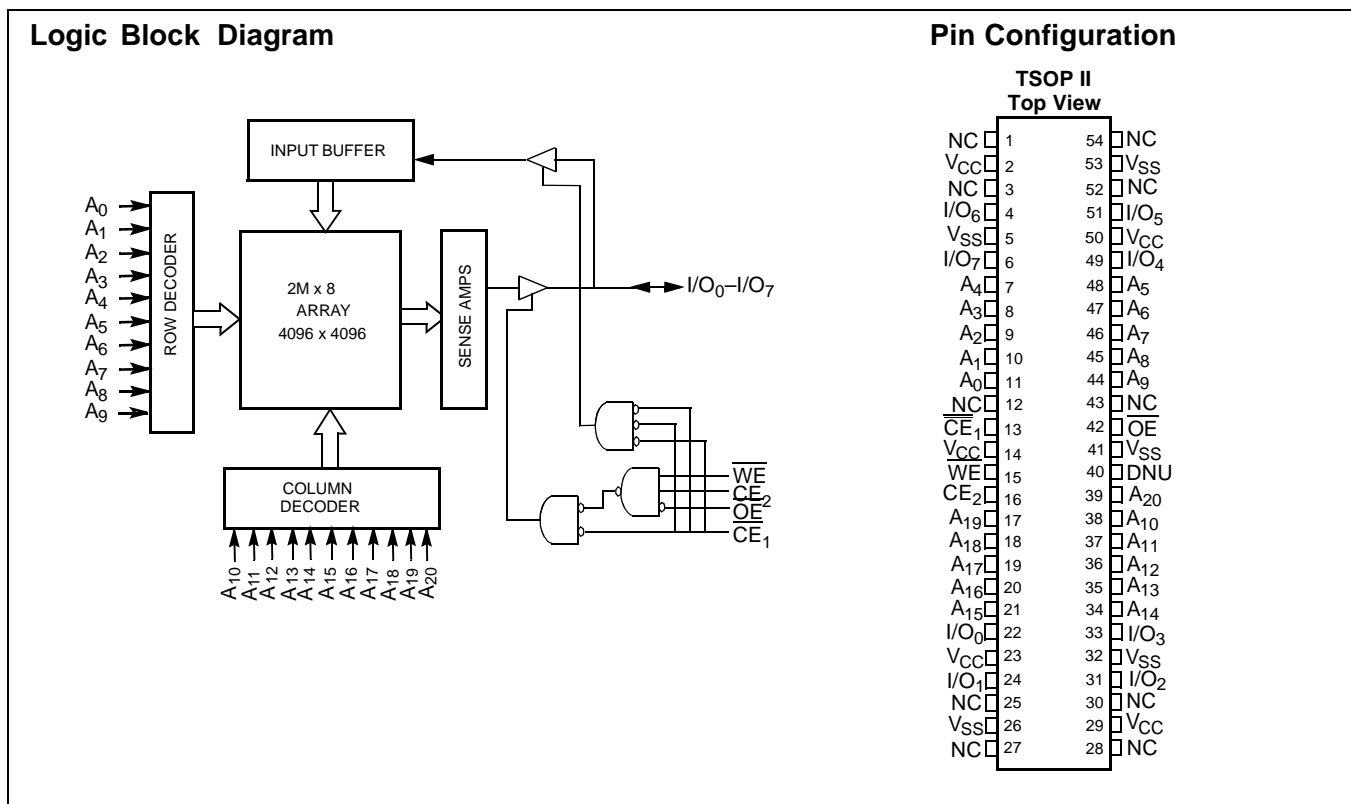 Logic Block Diagram
INPUT BUFFER
A0
A1
A2
A3
A4
A5
A6
A7
A8
A9
ROW DECODER
2M x 8
ARRAY
4096 x 4096
SENSE AMPS
I/O0–I/O7
COLUMN
DECODER
A10
A11
A12
A13
A14
A15
A16
A17
A18
A19
A20
W̅E̅
CE2
O̅E̅
C̅E̅1
Pin Configuration
TSOP II
Top View
NC 1 54 NC
VCC 2 53 VSS
NC 3 52 NC
I/O6 4 51 I/O5
VSS 5 50 VCC
I/O7 6 49 I/O4
A4 7 48 A5
A3 8 47 A6
A2 9 46 A7
A1 10 45 A8
A0 11 44 A9
NC 12 43 NC
C̅E̅1 13 42 O̅E̅
VCC 14 41 VSS
W̅E̅ 15 40 DNU
CE2 16 39 A20
A19 17 38 A10
A18 18 37 A11
A17 19 36 A12
A16 20 35 A13
A15 21 34 A14
I/O0 22 33 I/O3
VCC 23 32 VSS
I/O1 24 31 I/O2
NC 25 30 NC
VSS 26 29 VCC
NC 27 28 NC